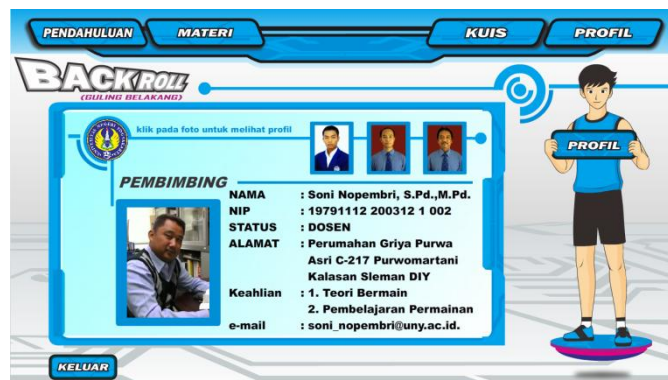 PENDAHULUAN
MATERI
KUIS
PROFIL
BACK ROLL
(GULING BELAKANG)
klik pada foto untuk melihat profil
PROFIL
PEMBIMBING
NAMA : Soni Nopembri, S.Pd.,M.Pd.
NIP : 19791112 200312 1 002
STATUS : DOSEN
ALAMAT : Perumahan Griya Purwa
Asri C-217 Purwomartani
Kalasan Sleman DIY
Keahlian : 1. Teori Bermain
2. Pembelajaran Permainan
e-mail : soni_nopembri@uny.ac.id.
KELUAR